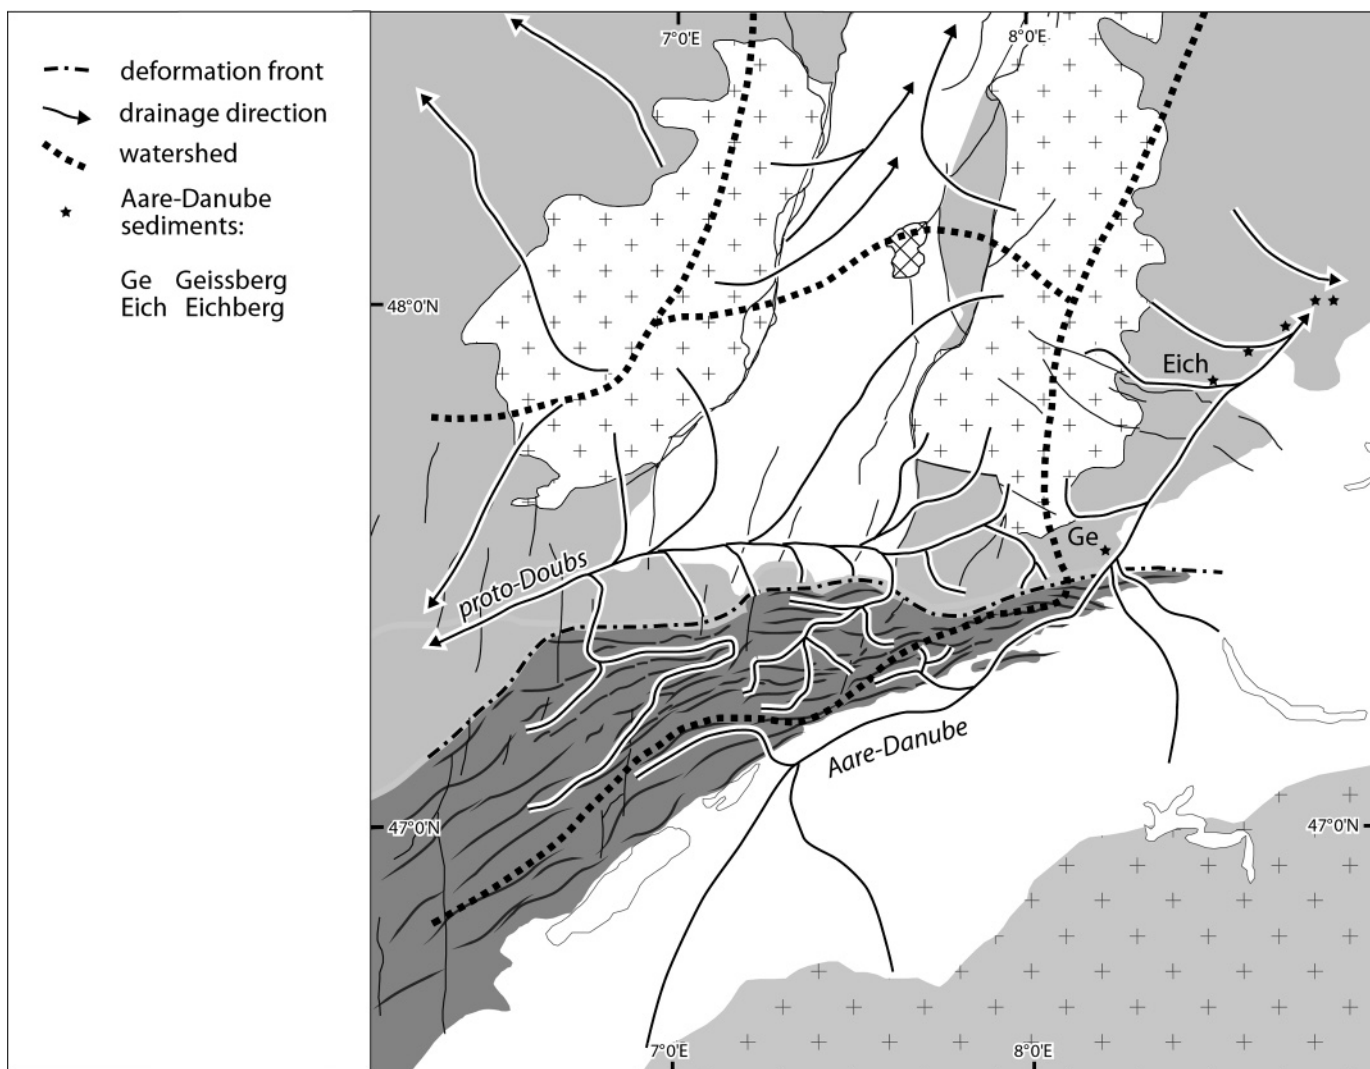 deformation front
drainage direction
watershed
Aare-Danube
sediments:
Ge Geissberg
Eich Eichberg
7°0'E
8°0'E
48°0'N
Eich
Ge
proto-Doubs
Aare-Danube
47°0'N
47°0'N
7°0'E
8°0'E